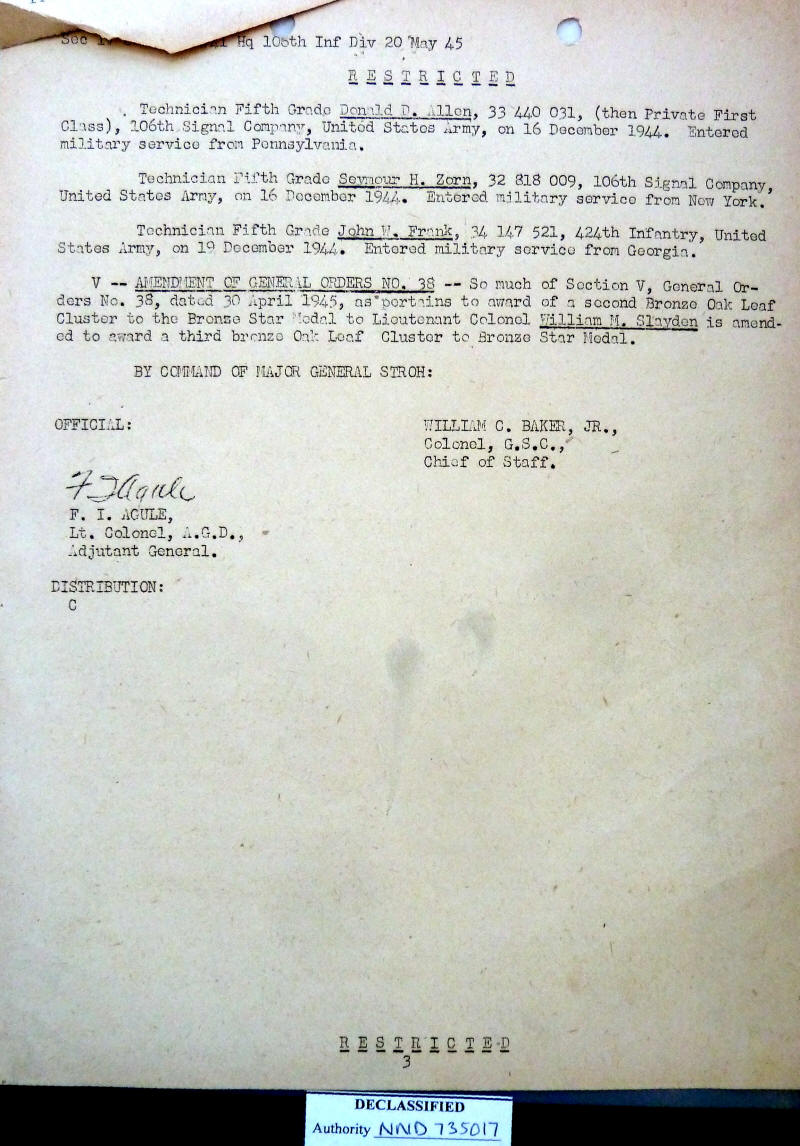 Hq 106th Inf Div 20 May 45
R E S T R I C T E D
Technician Fifth Grade Donald D. Allen, 33 440 031, (then Private First
Class), 106th Signal Company, United States Army, on 16 December 1944. Entered
military service from Pennsylvania.
Technician Fifth Grade Seymour H. Zorn, 32 818 009, 106th Signal Company,
United States Army, on 16 December 1944. Entered military service from New York.
Technician Fifth Grade John W. Frank, 34 147 521, 424th Infantry, United
States Army, on 19 December 1944. Entered military service from Georgia.
V -- AMENDMENT OF GENERAL ORDERS NO. 38 -- So much of Section V, General Or-
ders No. 38, dated 30 April 1945, as pertains to award of a second Bronze Oak Leaf
Cluster to the Bronze Star Medal to Lieutenant Colonel William M. Slayden is amend-
ed to award a third bronze Oak Leaf Cluster to Bronze Star Medal.
BY COMMAND OF MAJOR GENERAL STROH:
OFFICIAL:
WILLIAM C. BAKER, JR.,
Colonel, G.S.C.,
Chief of Staff.
F I Agule
F. I. AGULE,
Lt. Colonel, A.G.D.,
Adjutant General.
DISTRIBUTION:
C
R E S T R I C T E D
3
DECLASSIFIED
Authority NND 735017